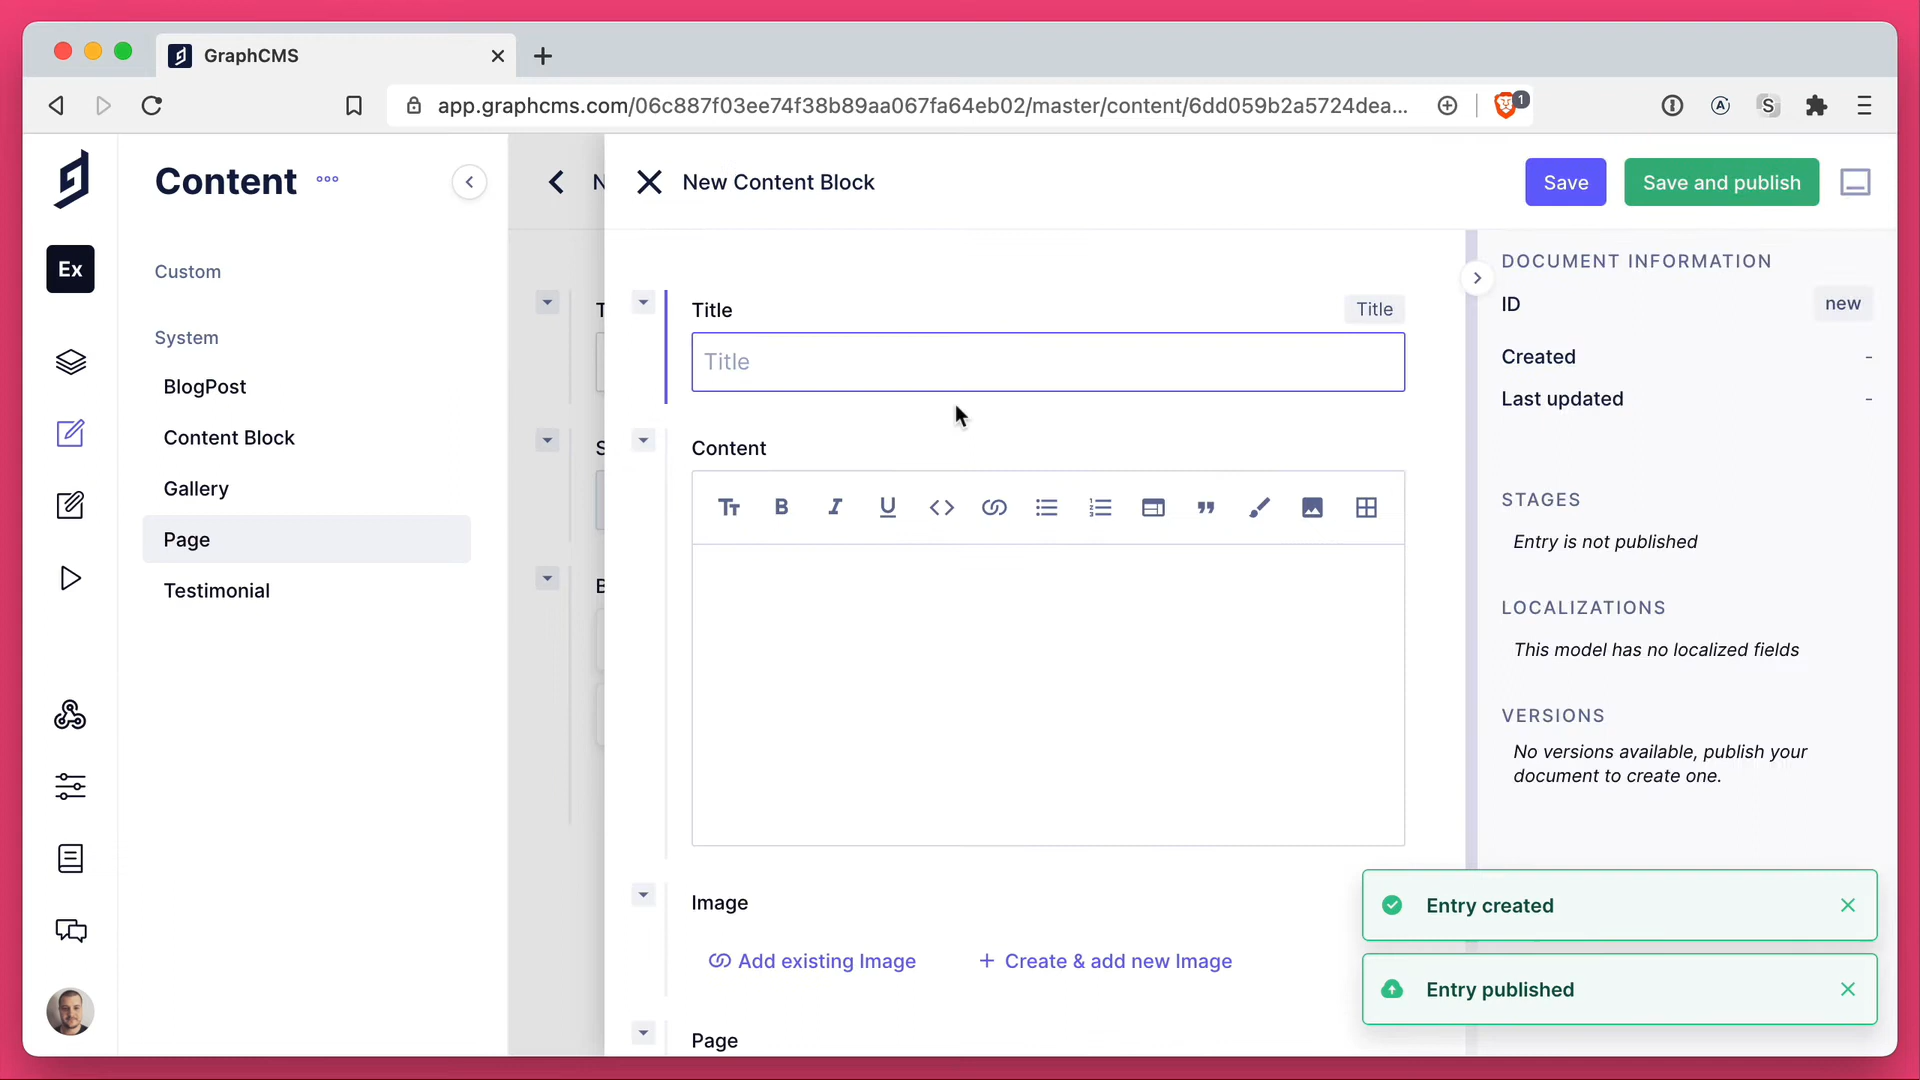 GraphCMS
app.graphcms.com/06c887f03ee74f38b89aa067fa64eb02/master/content/6dd059b2a5724dea...
1
A
S
Content
N
New Content Block
Save
Save and publish
Ex
Custom
System
BlogPost
Content Block
Gallery
Page
Testimonial
T
S
B
Title
Title
Title
Content
Tт B I U
Image
Add existing Image
Create & add new Image
Page
DOCUMENT INFORMATION
ID
new
Created
-
Last updated
-
STAGES
Entry is not published
LOCALIZATIONS
This model has no localized fields
VERSIONS
No versions available, publish your
document to create one.
Entry created
Entry published